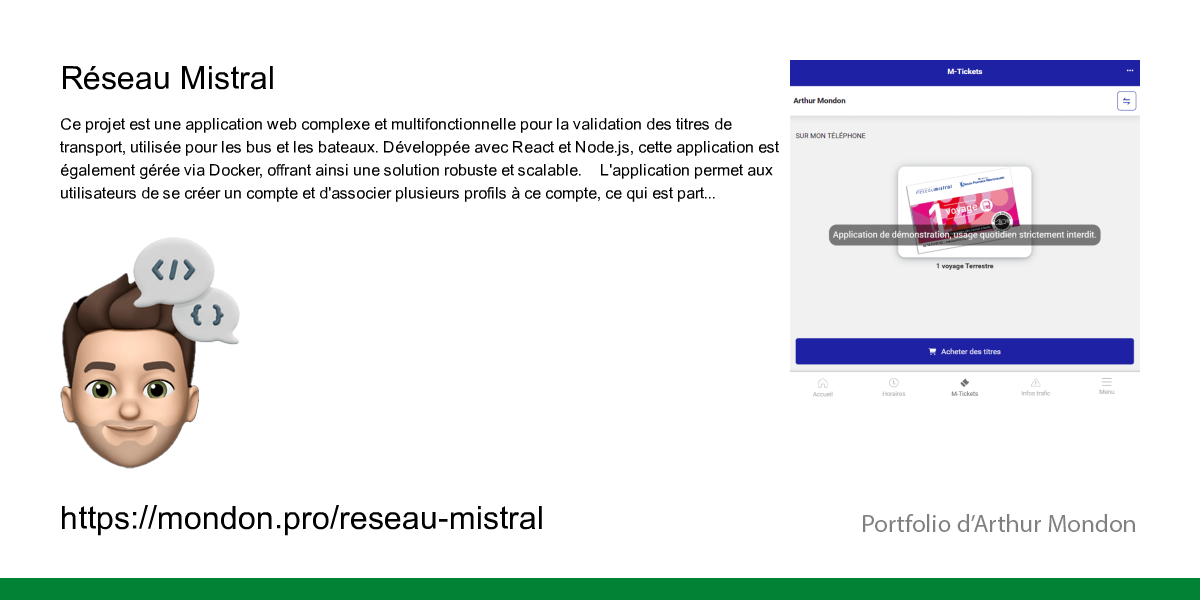 Réseau Mistral
Ce projet est une application web complexe et multifonctionnelle pour la validation des titres de
transport, utilisée pour les bus et les bateaux. Développée avec React et Node.js, cette application est
également gérée via Docker, offrant ainsi une solution robuste et scalable. L'application permet aux
utilisateurs de se créer un compte et d'associer plusieurs profils à ce compte, ce qui est part...
</>
{ }
M-Tickets
Arthur Mondon
SUR MON TÉLÉPHONE
réseaumistral
1 voyage
Application de démonstration, usage quotidien strictement interdit.
1 voyage Terrestre
Acheter des titres
Accueil
Horaires
M-Tickets
Infos trafic
Menu
https://mondon.pro/reseau-mistral
Portfolio d’Arthur Mondon